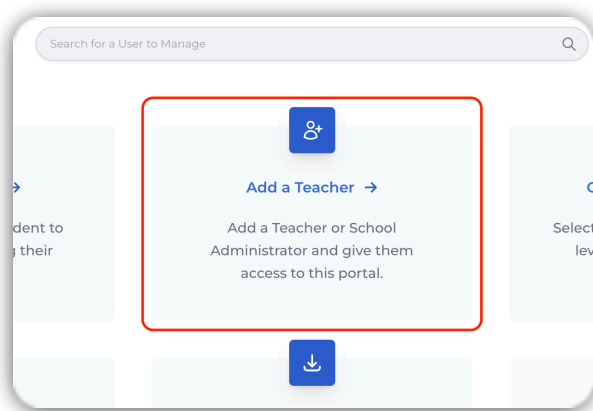 Search for a User to Manage
Add a Teacher →
dent to
their
Add a Teacher or School
Administrator and give them
access to this portal.
Select
lev